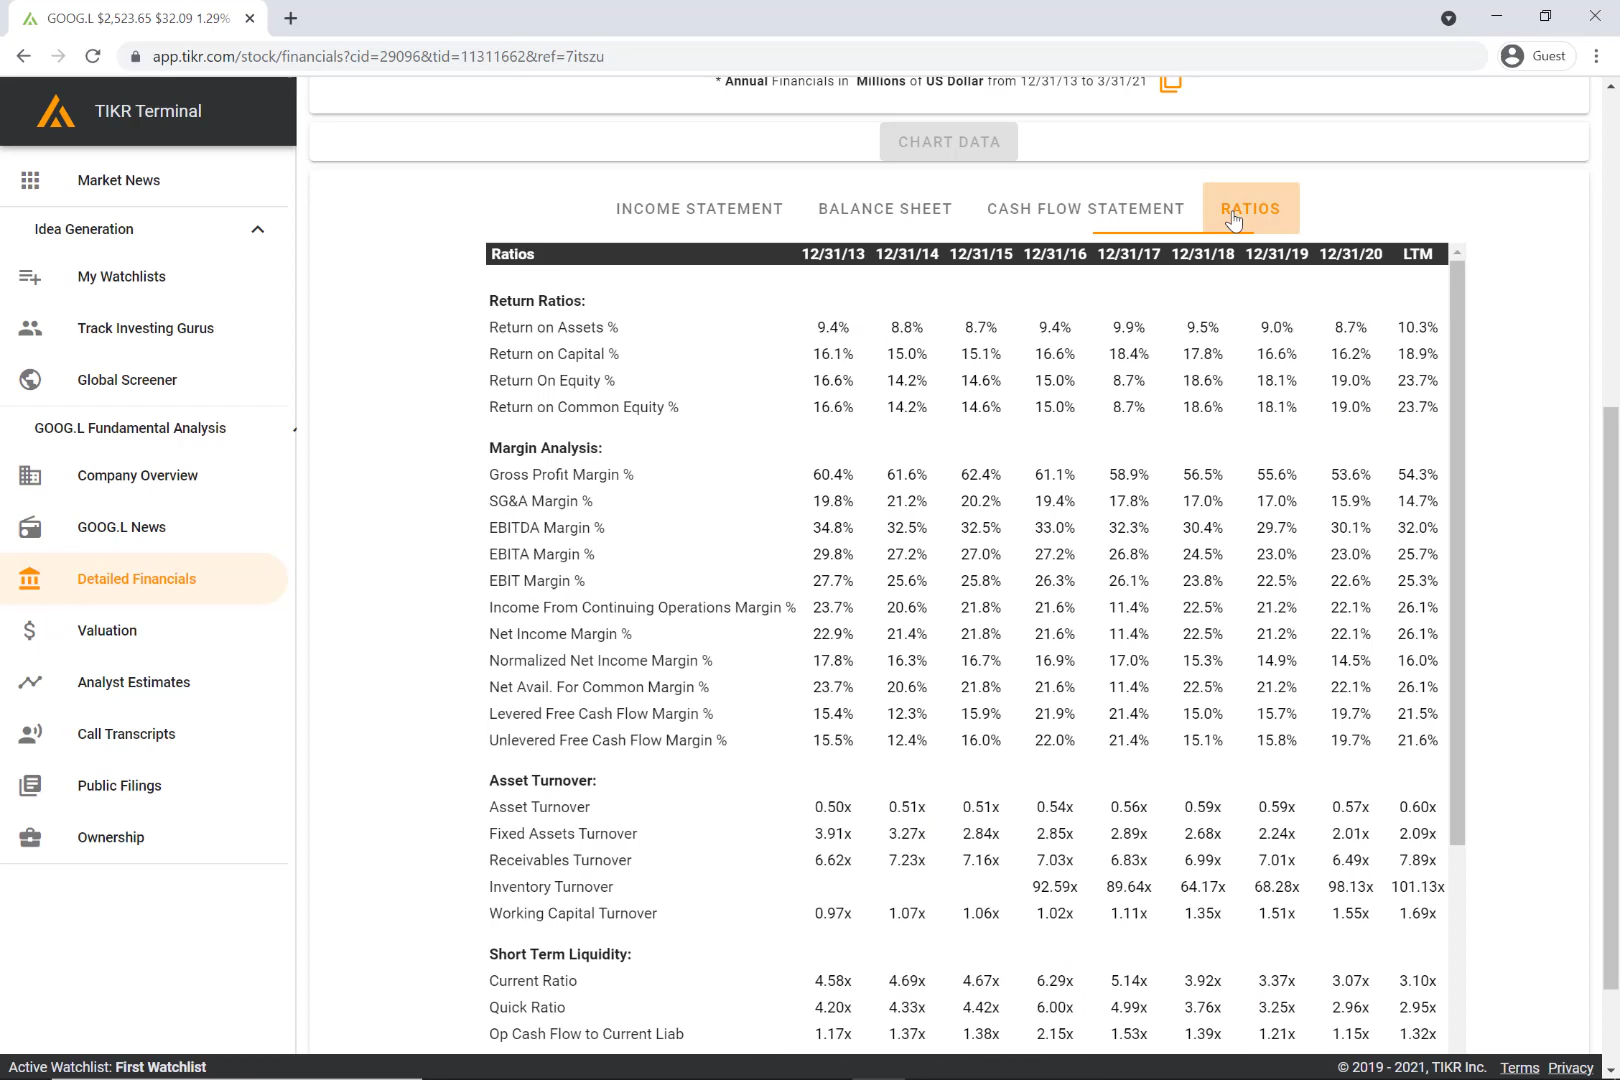 GOOG.L $2,523.65 $32.09 1.29%
app.tikr.com/stock/financials?cid=29096&tid=11311662&ref=7itszu
Guest
TIKR Terminal
Market News
Idea Generation
My Watchlists
Track Investing Gurus
Global Screener
GOOG.L Fundamental Analysis
Company Overview
GOOG.L News
Detailed Financials
Valuation
Analyst Estimates
Call Transcripts
Public Filings
Ownership
* Annual Financials in Millions of US Dollar from 12/31/13 to 3/31/21
CHART DATA
INCOME STATEMENT BALANCE SHEET CASH FLOW STATEMENT RATIOS
Ratios 12/31/13 12/31/14 12/31/15 12/31/16 12/31/17 12/31/18 12/31/19 12/31/20 LTM
Return Ratios:
Return on Assets % 9.4% 8.8% 8.7% 9.4% 9.9% 9.5% 9.0% 8.7% 10.3%
Return on Capital % 16.1% 15.0% 15.1% 16.6% 18.4% 17.8% 16.6% 16.2% 18.9%
Return On Equity % 16.6% 14.2% 14.6% 15.0% 8.7% 18.6% 18.1% 19.0% 23.7%
Return on Common Equity % 16.6% 14.2% 14.6% 15.0% 8.7% 18.6% 18.1% 19.0% 23.7%
Margin Analysis:
Gross Profit Margin % 60.4% 61.6% 62.4% 61.1% 58.9% 56.5% 55.6% 53.6% 54.3%
SG&A Margin % 19.8% 21.2% 20.2% 19.4% 17.8% 17.0% 17.0% 15.9% 14.7%
EBITDA Margin % 34.8% 32.5% 32.5% 33.0% 32.3% 30.4% 29.7% 30.1% 32.0%
EBITA Margin % 29.8% 27.2% 27.0% 27.2% 26.8% 24.5% 23.0% 23.0% 25.7%
EBIT Margin % 27.7% 25.6% 25.8% 26.3% 26.1% 23.8% 22.5% 22.6% 25.3%
Income From Continuing Operations Margin % 23.7% 20.6% 21.8% 21.6% 11.4% 22.5% 21.2% 22.1% 26.1%
Net Income Margin % 22.9% 21.4% 21.8% 21.6% 11.4% 22.5% 21.2% 22.1% 26.1%
Normalized Net Income Margin % 17.8% 16.3% 16.7% 16.9% 17.0% 15.3% 14.9% 14.5% 16.0%
Net Avail. For Common Margin % 23.7% 20.6% 21.8% 21.6% 11.4% 22.5% 21.2% 22.1% 26.1%
Levered Free Cash Flow Margin % 15.4% 12.3% 15.9% 21.9% 21.4% 15.0% 15.7% 19.7% 21.5%
Unlevered Free Cash Flow Margin % 15.5% 12.4% 16.0% 22.0% 21.4% 15.1% 15.8% 19.7% 21.6%
Asset Turnover:
Asset Turnover 0.50x 0.51x 0.51x 0.54x 0.56x 0.59x 0.59x 0.57x 0.60x
Fixed Assets Turnover 3.91x 3.27x 2.84x 2.85x 2.89x 2.68x 2.24x 2.01x 2.09x
Receivables Turnover 6.62x 7.23x 7.16x 7.03x 6.83x 6.99x 7.01x 6.49x 7.89x
Inventory Turnover 92.59x 89.64x 64.17x 68.28x 98.13x 101.13x
Working Capital Turnover 0.97x 1.07x 1.06x 1.02x 1.11x 1.35x 1.51x 1.55x 1.69x
Short Term Liquidity:
Current Ratio 4.58x 4.69x 4.67x 6.29x 5.14x 3.92x 3.37x 3.07x 3.10x
Quick Ratio 4.20x 4.33x 4.42x 6.00x 4.99x 3.76x 3.25x 2.96x 2.95x
Op Cash Flow to Current Liab 1.17x 1.37x 1.38x 2.15x 1.53x 1.39x 1.21x 1.15x 1.32x
Active Watchlist: First Watchlist
© 2019 - 2021, TIKR Inc. Terms Privacy